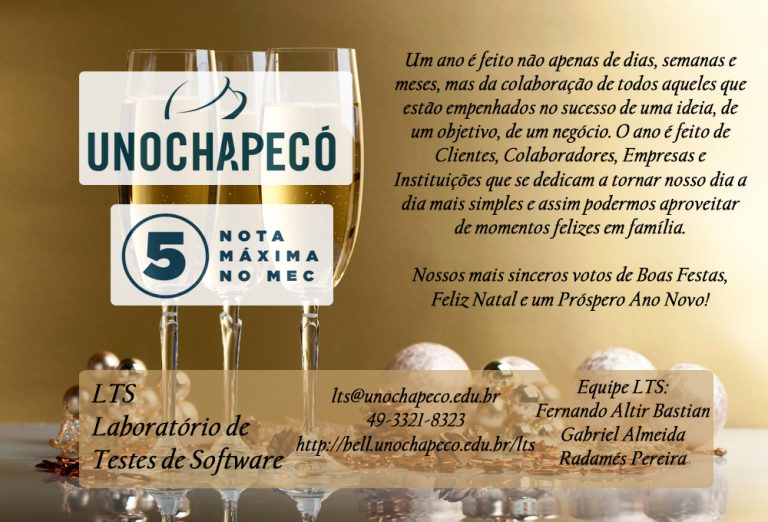 UNOCHAPECÓ
5
NOTA
MÁXIMA
NO MEC
Um ano é feito não apenas de dias, semanas e
meses, mas da colaboração de todos aqueles que
estão empenhados no sucesso de uma ideia, de
um objetivo, de um negócio. O ano é feito de
Clientes, Colaboradores, Empresas e
Instituições que se dedicam a tornar nosso dia a
dia mais simples e assim podermos aproveitar
de momentos felizes em família.
Nossos mais sinceros votos de Boas Festas,
Feliz Natal e um Próspero Ano Novo!
LTS
Laboratório de
Testes de Software
lts@unochapeco.edu.br
49-3321-8323
http://bell.unochapeco.edu.br/lts
Equipe LTS:
Fernando Altir Bastian
Gabriel Almeida
Radamés Pereira